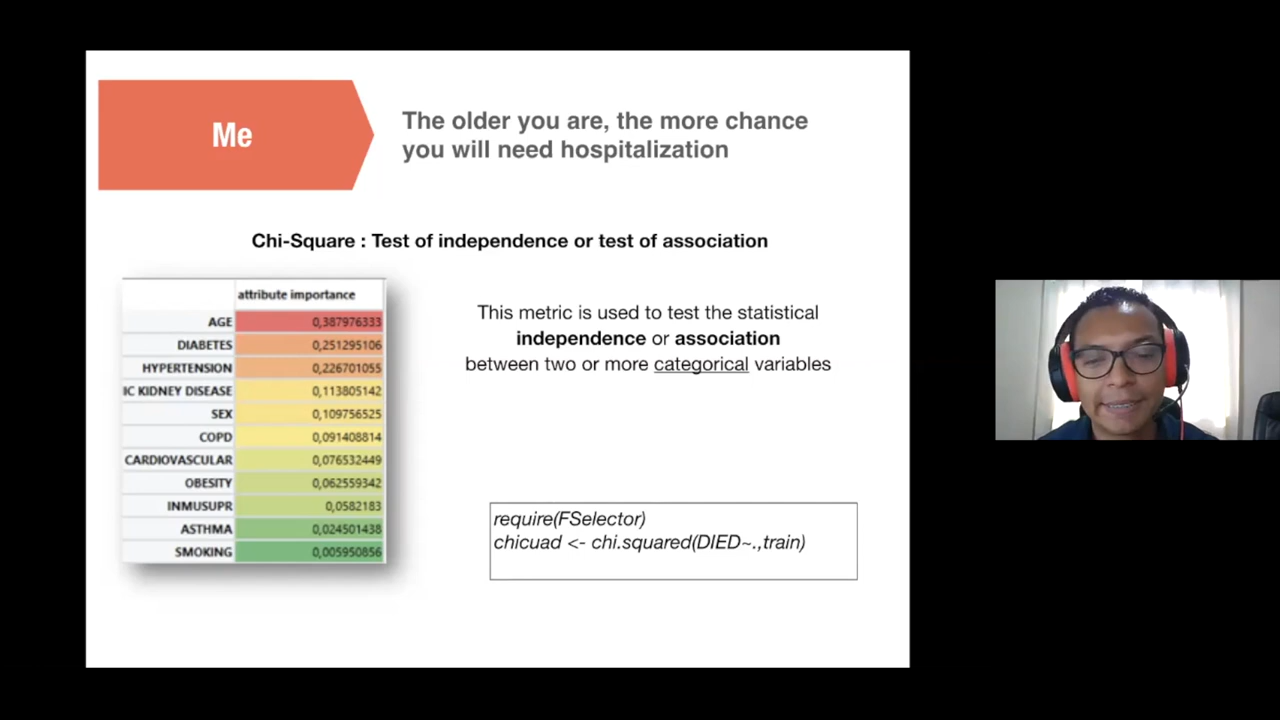 Me
The older you are, the more chance
you will need hospitalization
Chi-Square : Test of independence or test of association
attribute importance
AGE 0,387976333
DIABETES 0,251295106
HYPERTENSION 0,226701055
IC KIDNEY DISEASE 0,113805142
SEX 0,109756525
COPD 0,091408814
CARDIOVASCULAR 0,076532449
OBESITY 0,062559342
INMUSUPR 0,0582183
ASTHMA 0,024501438
SMOKING 0,005950856
This metric is used to test the statistical
independence or association
between two or more categorical variables
require(FSelector)
chicuad <- chi.squared(DIED~.,train)